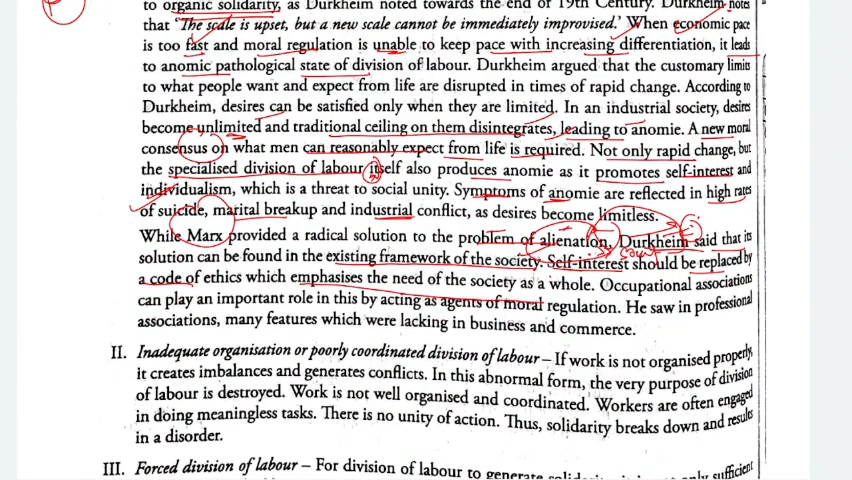 to organic solidarity, as Durkheim noted towards the end of 19th Century. Durkheim notes
that 'The scale is upset, but a new scale cannot be immediately improvised.' When economic pace
is too fast and moral regulation is unable to keep pace with increasing differentiation, it leads
to anomic pathological state of division of labour. Durkheim argued that the customary limits
to what people want and expect from life are disrupted in times of rapid change. According to
Durkheim, desires can be satisfied only when they are limited. In an industrial society, desires
become unlimited and traditional ceiling on them disintegrates, leading to anomie. A new moral
consensus on what men can reasonably expect from life is required. Not only rapid change, but
the specialised division of labour itself also produces anomie as it promotes self-interest and
individualism, which is a threat to social unity. Symptoms of anomie are reflected in high rates
of suicide, marital breakup and industrial conflict, as desires become limitless.
While Marx provided a radical solution to the problem of alienation, Durkheim said that its
solution can be found in the existing framework of the society. Self-interest should be replaced by
a code of ethics which emphasises the need of the society as a whole. Occupational associations
can play an important role in this by acting as agents of moral regulation. He saw in professional
associations, many features which were lacking in business and commerce.
II. Inadequate organisation or poorly coordinated division of labour – If work is not organised properly,
it creates imbalances and generates conflicts. In this abnormal form, the very purpose of division
of labour is destroyed. Work is not well organised and coordinated. Workers are often engaged
in doing meaningless tasks. There is no unity of action. Thus, solidarity breaks down and results
in a disorder.
III. Forced division of labour – For division of labour to generate solidarity, it is not only sufficient